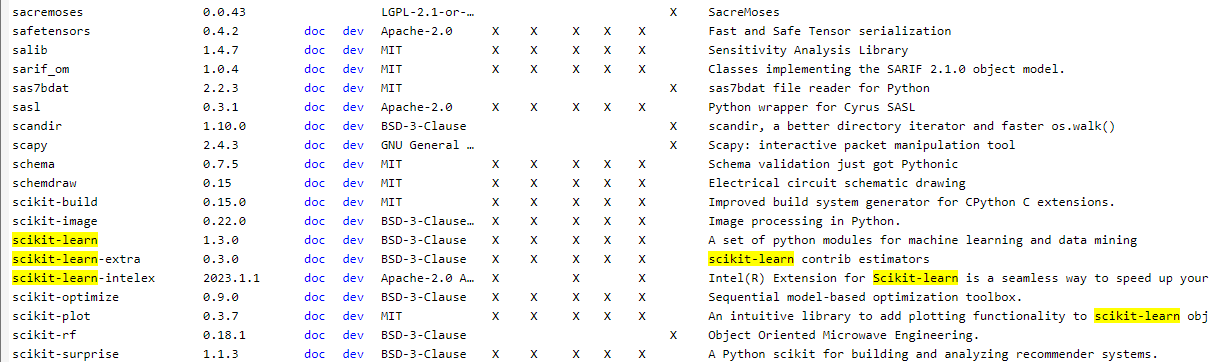 sacremoses 0.0.43 LGPL-2.1-or-… X SacreMoses
safetensors 0.4.2 doc dev Apache-2.0 X X X X X Fast and Safe Tensor serialization
salib 1.4.7 doc dev MIT X X X X X Sensitivity Analysis Library
sarif_om 1.0.4 doc dev MIT X X X X X Classes implementing the SARIF 2.1.0 object model.
sas7bdat 2.2.3 doc dev MIT X sas7bdat file reader for Python
sasl 0.3.1 doc dev Apache-2.0 X X X X X Python wrapper for Cyrus SASL
scandir 1.10.0 doc dev BSD-3-Clause X scandir, a better directory iterator and faster os.walk()
scapy 2.4.3 doc dev GNU General … X Scapy: interactive packet manipulation tool
schema 0.7.5 doc dev MIT X X X X X Schema validation just got Pythonic
schemdraw 0.15 doc dev MIT X X X X X Electrical circuit schematic drawing
scikit-build 0.15.0 doc dev MIT X X X X X Improved build system generator for CPython C extensions.
scikit-image 0.22.0 doc dev BSD-3-Clause… X X X X X Image processing in Python.
scikit-learn 1.3.0 doc dev BSD-3-Clause X X X X X A set of python modules for machine learning and data mining
scikit-learn-extra 0.3.0 doc dev BSD-3-Clause X X X X X scikit-learn contrib estimators
scikit-learn-intelex 2023.1.1 doc dev Apache-2.0 A… X X X Intel(R) Extension for Scikit-learn is a seamless way to speed up your
scikit-optimize 0.9.0 doc dev BSD-3-Clause X X X X X Sequential model-based optimization toolbox.
scikit-plot 0.3.7 doc dev MIT X X X X X An intuitive library to add plotting functionality to scikit-learn obj
scikit-rf 0.18.1 doc dev BSD-3-Clause X Object Oriented Microwave Engineering.
scikit-surprise 1.1.3 doc dev BSD-3-Clause X X X X X A Python scikit for building and analyzing recommender systems.